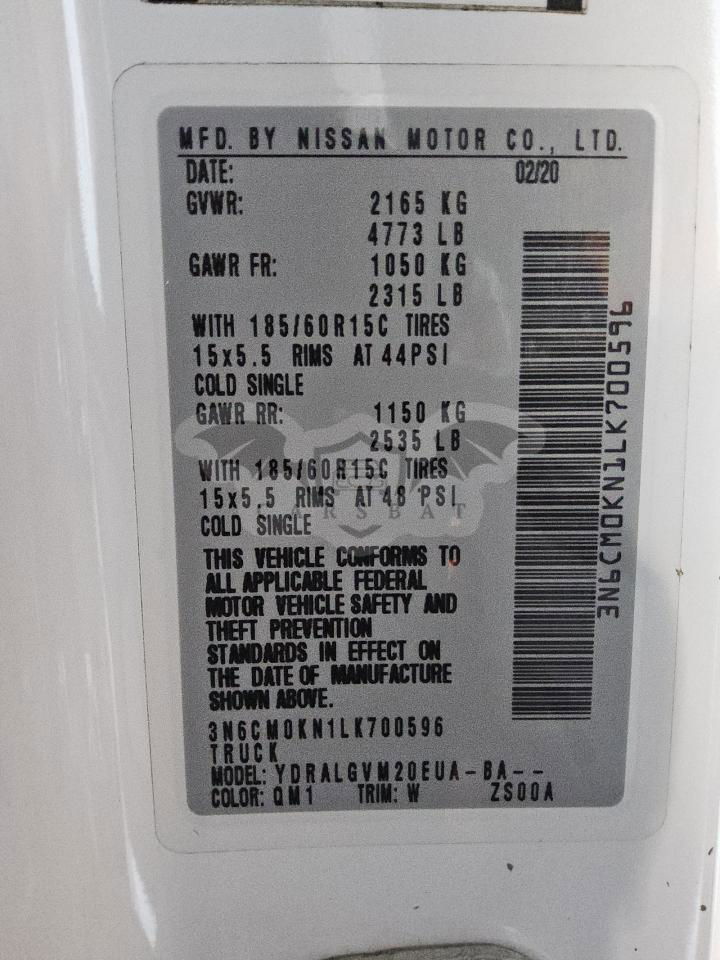 MFD. BY NISSAN MOTOR CO., LTD.
DATE: 02/20
GVWR: 2165 KG
4773 LB
GAWR FR: 1050 KG
2315 LB
WITH 185/60R15C TIRES
15x5.5 RIMS AT 44PSI
COLD SINGLE
GAWR RR: 1150 KG
2535 LB
WITH 185/60R15C TIRES
15x5.5 RIMS AT 48 PSI
COLD SINGLE
CARSBAT
THIS VEHICLE CONFORMS TO
ALL APPLICABLE FEDERAL
MOTOR VEHICLE SAFETY AND
THEFT PREVENTION
STANDARDS IN EFFECT ON
THE DATE OF MANUFACTURE
SHOWN ABOVE.
3N6CM0KN1LK700596
TRUCK
MODEL: YDRALGVM20EUA-BA--
COLOR: QM1 TRIM: W ZS00A
3N6CM0KN1LK700596